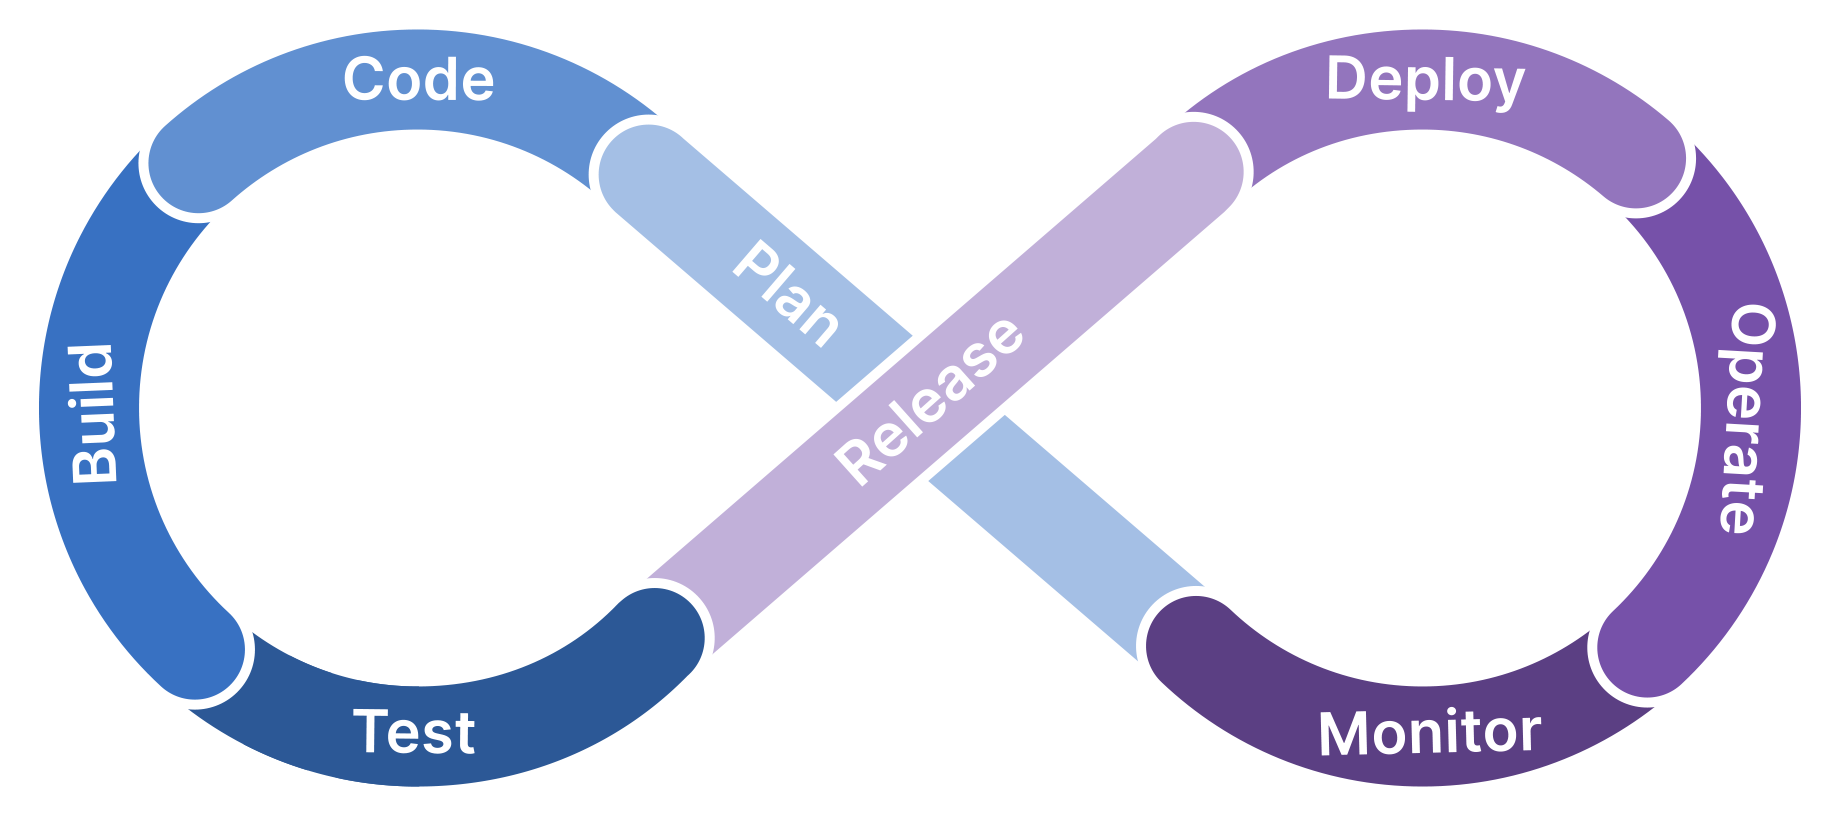 Code
Deploy
Plan
Release
Build
Operate
Test
Monitor